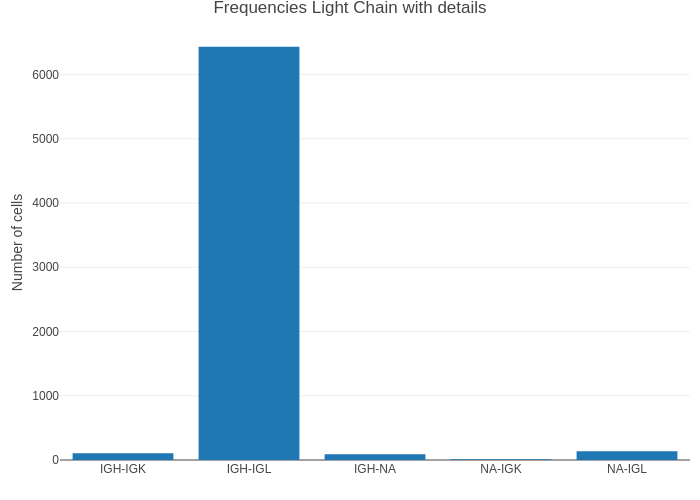 Frequencies Light Chain with details
Number of cells
6000
5000
4000
3000
2000
1000
0
IGH-IGK
IGH-IGL
IGH-NA
NA-IGK
NA-IGL